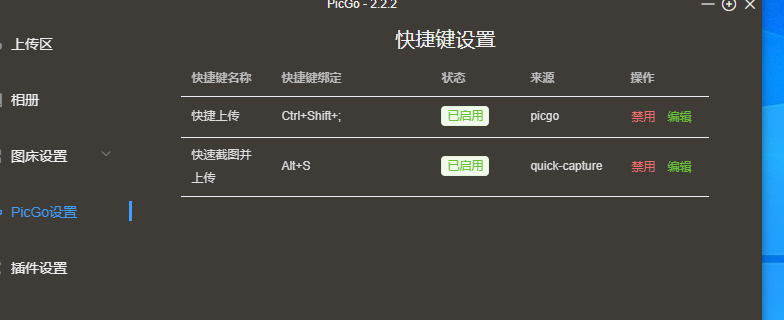 PicGo - 2.2.2
上传区
相册
图床设置
PicGo设置
插件设置
快捷键设置
快捷键名称 快捷键绑定 状态 来源 操作
快捷上传 Ctrl+Shift+; 已启用 picgo 禁用 编辑
快速截图并
上传 Alt+S 已启用 quick-capture 禁用 编辑